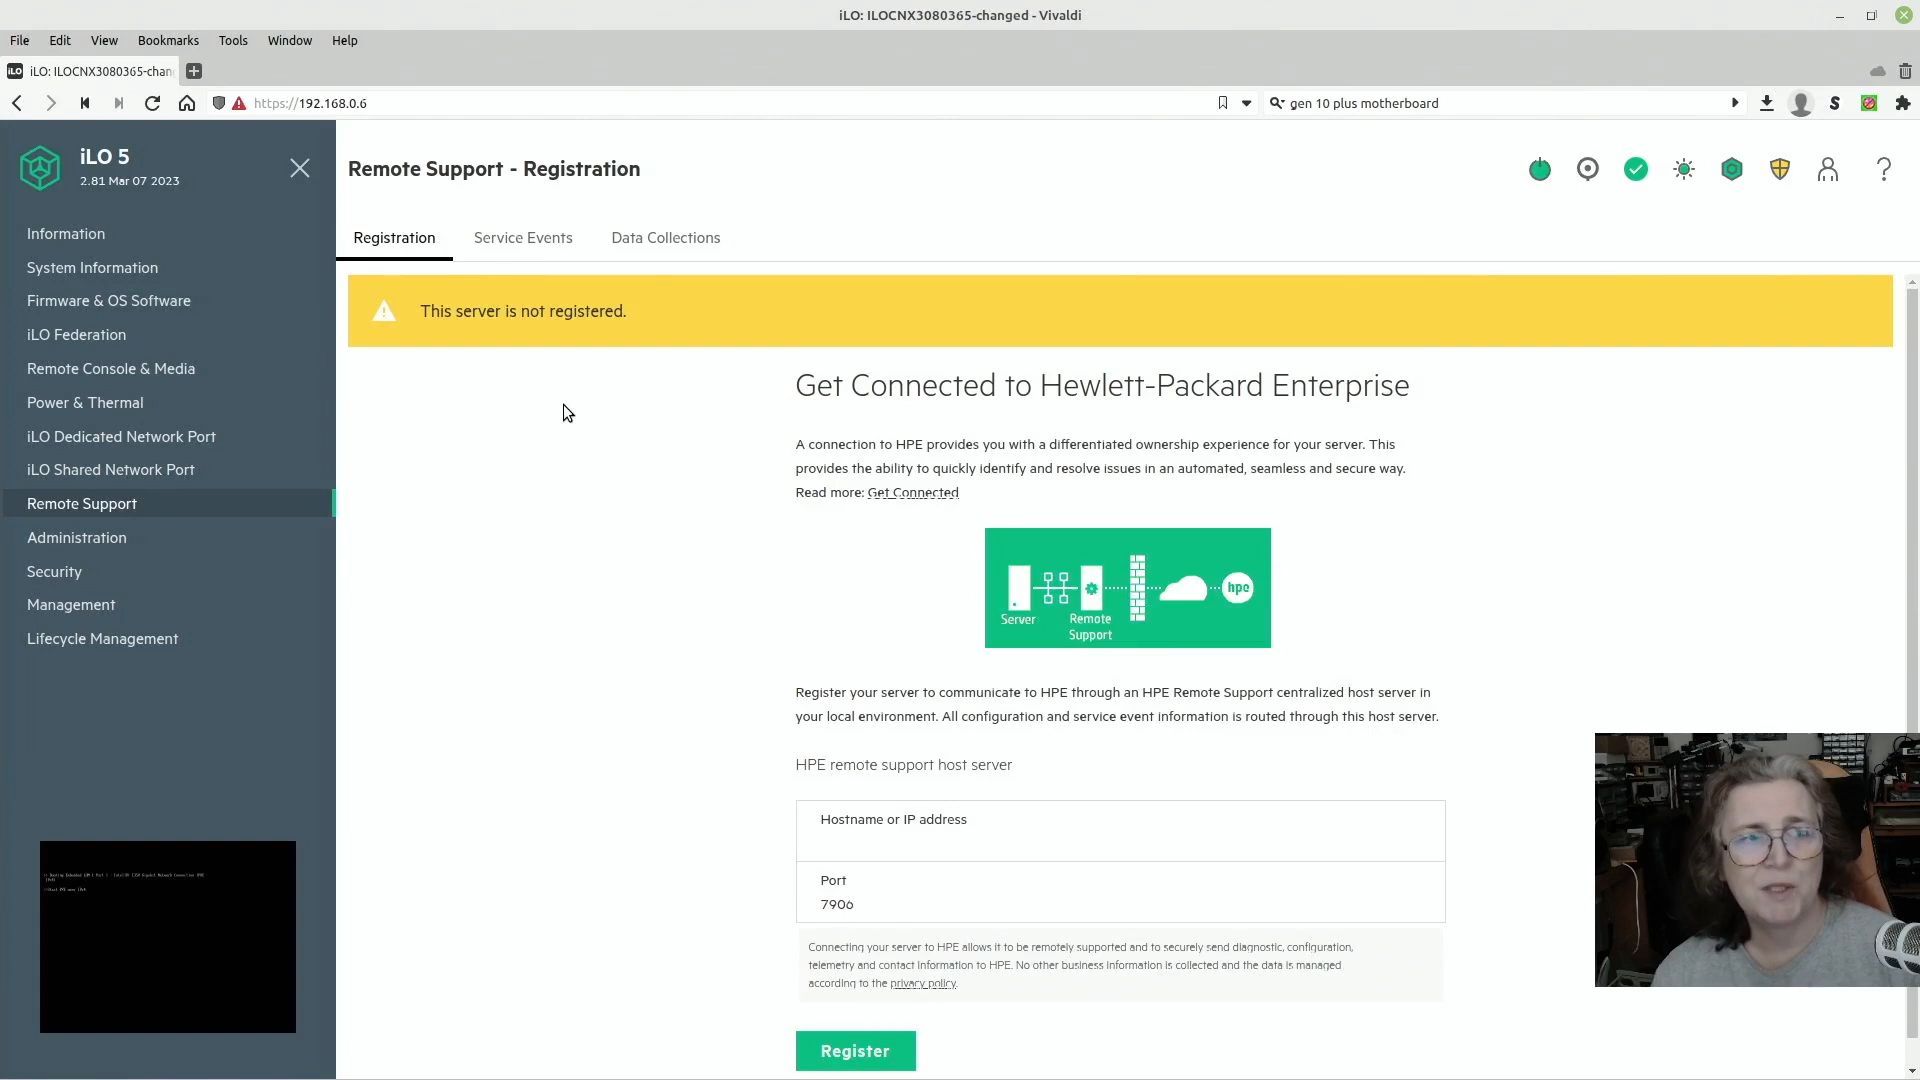 iLO: ILOCNX3080365-changed - Vivaldi
File Edit View Bookmarks Tools Window Help
iLO iLO: ILOCNX3080365-chan
https://192.168.0.6
gen 10 plus motherboard
iLO 5
2.81 Mar 07 2023
Information
System Information
Firmware & OS Software
iLO Federation
Remote Console & Media
Power & Thermal
iLO Dedicated Network Port
iLO Shared Network Port
Remote Support
Administration
Security
Management
Lifecycle Management
Remote Support - Registration
Registration Service Events Data Collections
This server is not registered.
Get Connected to Hewlett-Packard Enterprise
A connection to HPE provides you with a differentiated ownership experience for your server. This
provides the ability to quickly identify and resolve issues in an automated, seamless and secure way.
Read more: Get Connected
hpe
Server Remote
Support
Register your server to communicate to HPE through an HPE Remote Support centralized host server in
your local environment. All configuration and service event information is routed through this host server.
HPE remote support host server
Hostname or IP address
Port
7906
Connecting your server to HPE allows it to be remotely supported and to securely send diagnostic, configuration,
telemetry and contact information to HPE. No other business information is collected and the data is managed
according to the privacy policy.
Register